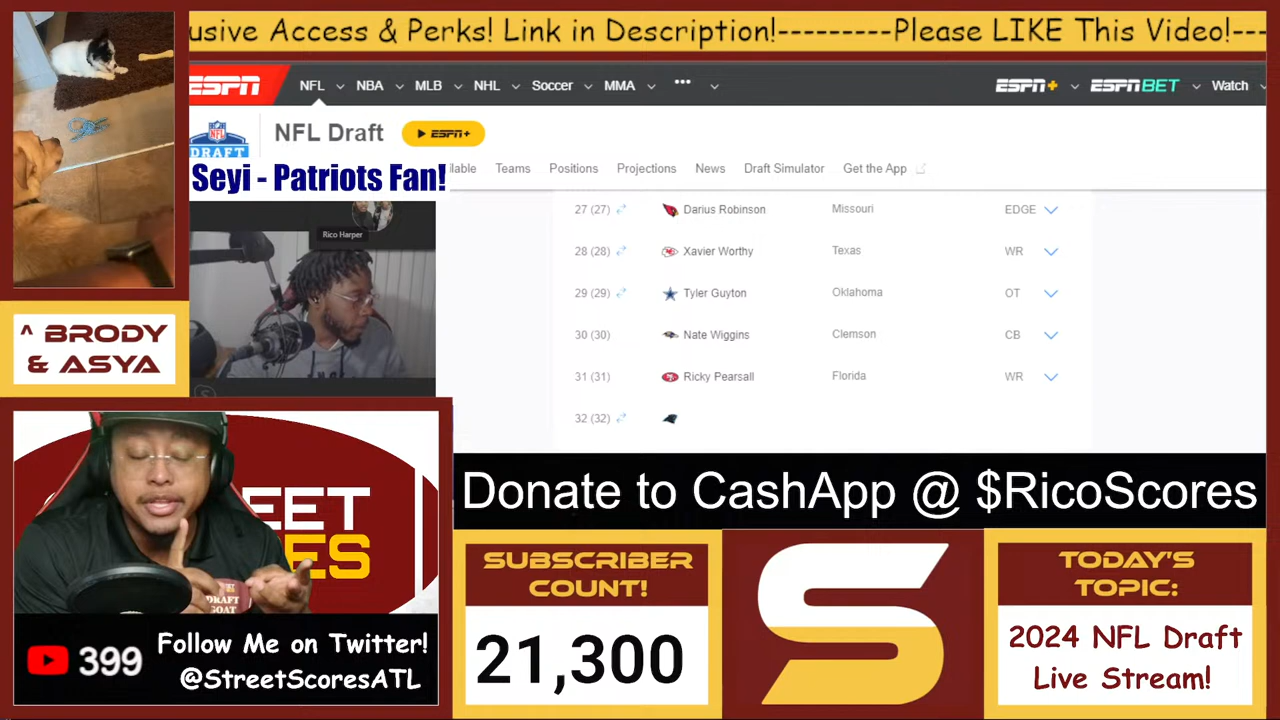 usive Access & Perks! Link in Description!---------Please LIKE This Video!---
ESPN NFL NBA MLB NHL Soccer MMA ••• ESPN+ ESPN BET Watch
NFL DRAFT
NFL Draft ESPN+
Seyi - Patriots Fan!
ilable Teams Positions Projections News Draft Simulator Get the App
27 (27) Darius Robinson Missouri EDGE
Rico Harper
28 (28) Xavier Worthy Texas WR
29 (29) Tyler Guyton Oklahoma OT
30 (30) Nate Wiggins Clemson CB
31 (31) Ricky Pearsall Florida WR
32 (32)
^ BRODY
& ASYA
EET
ES
DRAFT
GOAT
399
Follow Me on Twitter!
@StreetScoresATL
Donate to CashApp @ $RicoScores
SUBSCRIBER
COUNT!
21,300
S
TODAY'S
TOPIC:
2024 NFL Draft
Live Stream!